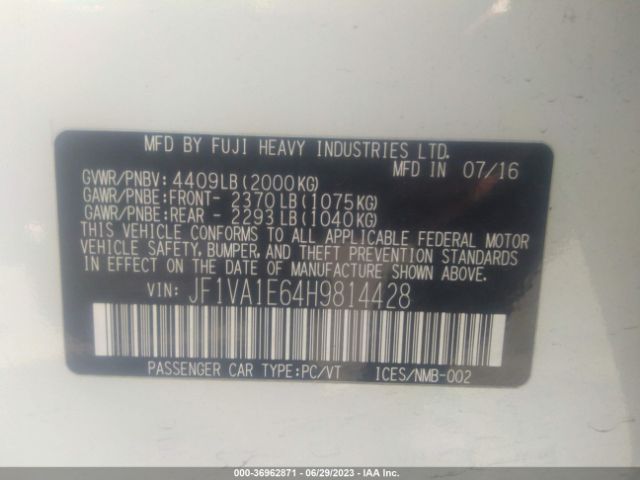 MFD BY FUJI HEAVY INDUSTRIES LTD.
MFD IN 07/16
GVWR/PNBV: 4409LB(2000KG)
GAWR/PNBE:FRONT- 2370LB(1075KG)
GAWR/PNBE:REAR - 2293LB(1040KG)
THIS VEHICLE CONFORMS TO ALL APPLICABLE FEDERAL MOTOR
VEHICLE SAFETY, BUMPER, AND THEFT PREVENTION STANDARDS
IN EFFECT ON THE DATE OF MANUFACTURE SHOWN ABOVE.
VIN: JF1VA1E64H9814428
PASSENGER CAR TYPE:PC/VT ICES/NMB-002
000-36962871 - 06/29/2023 - IAA Inc.